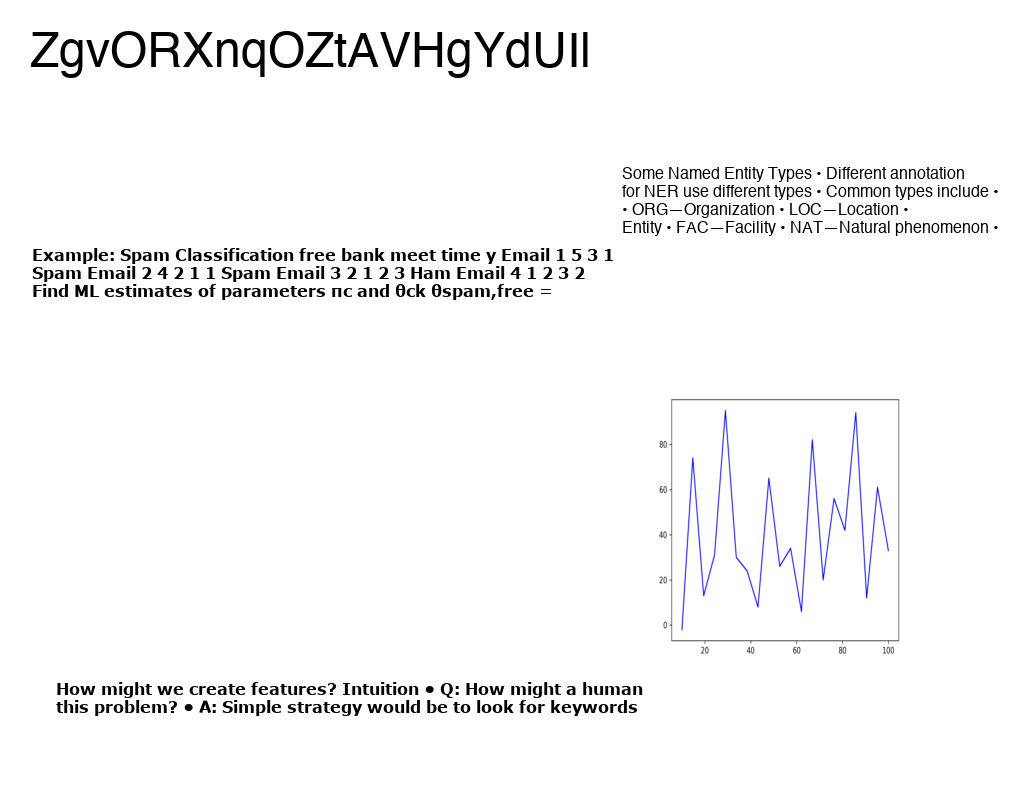 ZgvORXnqOZtAVHgYdUIl
Some Named Entity Types • Different annotation
for NER use different types • Common types include •
• ORG—Organization • LOC—Location •
Entity • FAC—Facility • NAT—Natural phenomenon •
Example: Spam Classification free bank meet time y Email 1 5 3 1
Spam Email 2 4 2 1 1 Spam Email 3 2 1 2 3 Ham Email 4 1 2 3 2
Find ML estimates of parameters πc and θck θspam,free =
80
60
40
20
0
20 40 60 80 100
How might we create features? Intuition ● Q: How might a human
this problem? ● A: Simple strategy would be to look for keywords